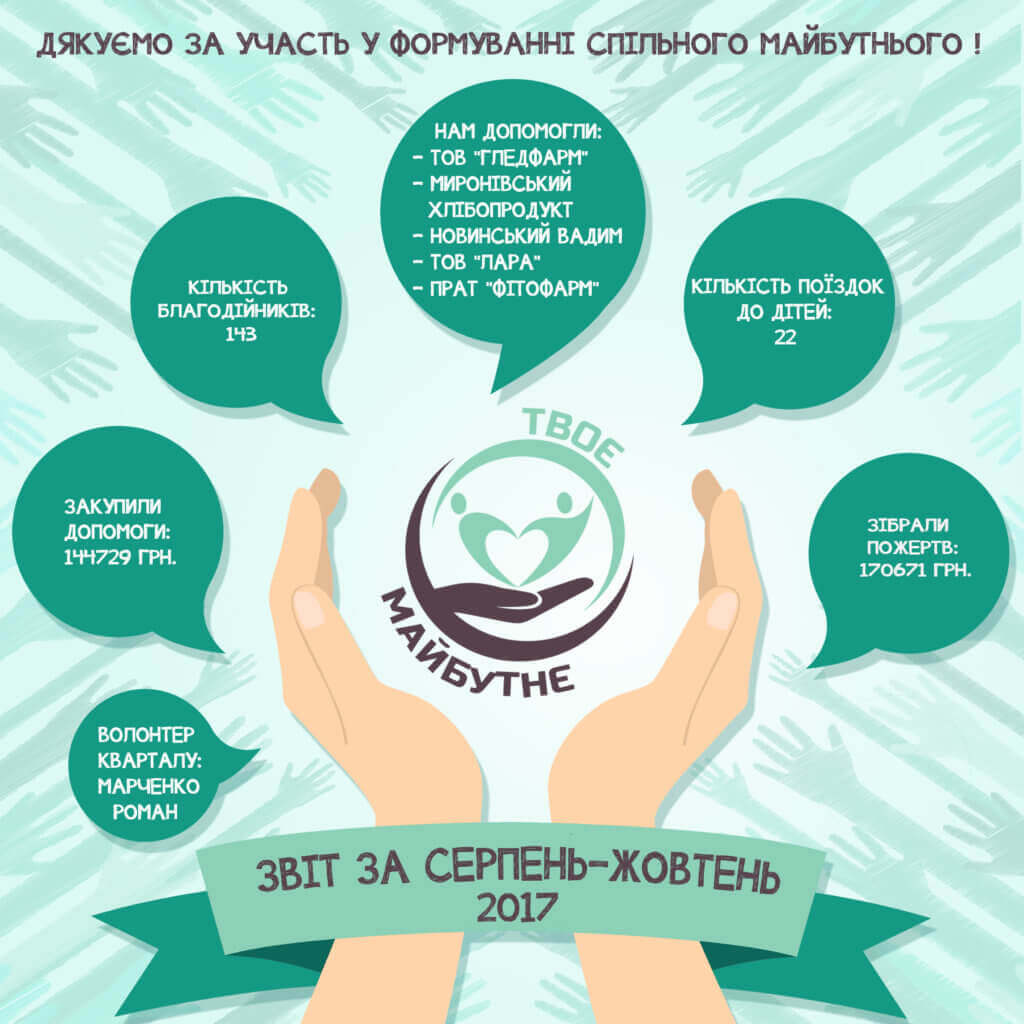 ДЯКУЄМО ЗА УЧАСТЬ У ФОРМУВАННІ СПІЛЬНОГО МАЙБУТНЬОГО !
НАМ ДОПОМОГЛИ:
- ТОВ "ГЛЕДФАРМ"
- МИРОНІВСЬКИЙ
ХЛІБОПРОДУКТ
- НОВИНСЬКИЙ ВАДИМ
- ТОВ "ЛАРА"
- ПРАТ "ФІТОФАРМ"
КІЛЬКІСТЬ
БЛАГОДІЙНИКІВ:
143
КІЛЬКІСТЬ ПОЇЗДОК
ДО ДІТЕЙ:
22
ТВОЄ
МАЙБУТНЕ
ЗАКУПИЛИ
ДОПОМОГИ:
144729 ГРН.
ЗІБРАЛИ
ПОЖЕРТВ:
170671 ГРН.
ВОЛОНТЕР
КВАРТАЛУ:
МАРЧЕНКО
РОМАН
ЗВІТ ЗА СЕРПЕНЬ-ЖОВТЕНЬ
2017